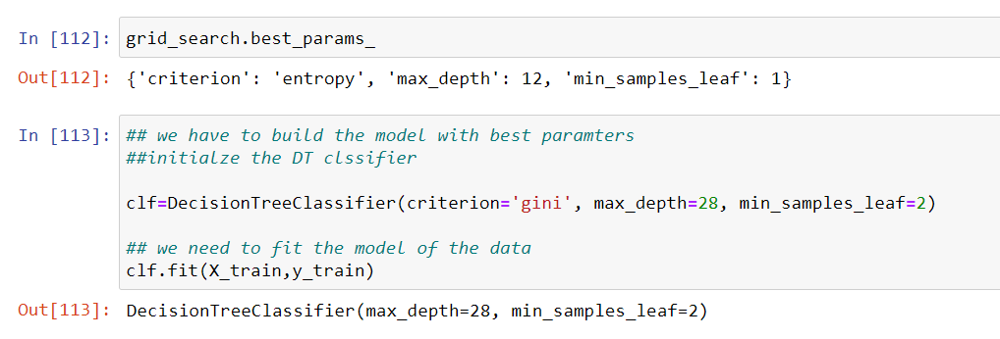 In [112]: grid_search.best_params_
Out[112]: {'criterion': 'entropy', 'max_depth': 12, 'min_samples_leaf': 1}
In [113]: ## we have to build the model with best paramters
##initialze the DT clssifier
clf=DecisionTreeClassifier(criterion='gini', max_depth=28, min_samples_leaf=2)
## we need to fit the model of the data
clf.fit(X_train,y_train)
Out[113]: DecisionTreeClassifier(max_depth=28, min_samples_leaf=2)